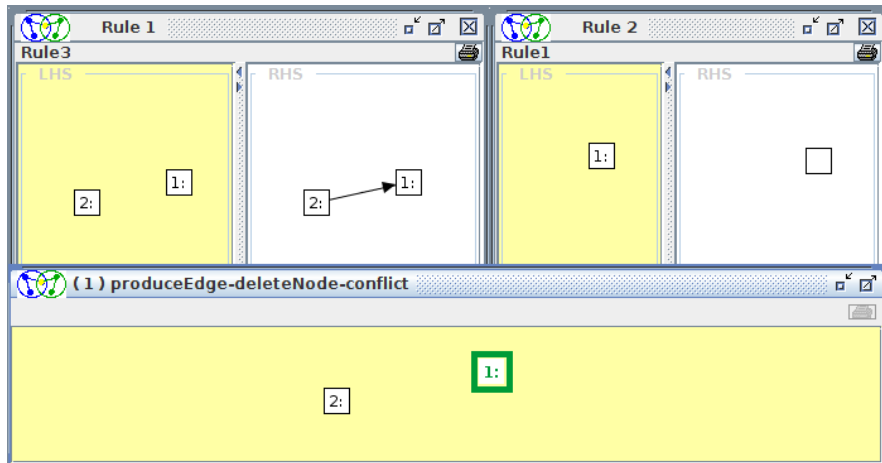 Rule 1
Rule3
LHS
RHS
1:
2:
1:
2:
Rule 2
Rule1
LHS
RHS
1:
( 1 ) produceEdge-deleteNode-conflict
1:
2: